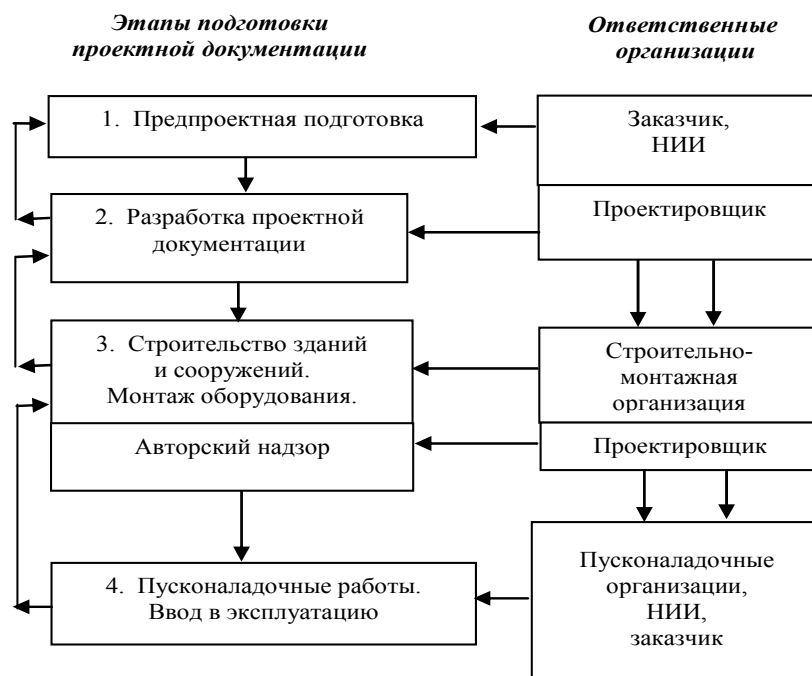 Этапы подготовки
проектной документации
Ответственные
организации
1. Предпроектная подготовка
Заказчик,
НИИ
2. Разработка проектной
документации
Проектировщик
3. Строительство зданий
и сооружений.
Монтаж оборудования.
Строительно-
монтажная
организация
Авторский надзор
Проектировщик
4. Пусконаладочные работы.
Ввод в эксплуатацию
Пусконаладочные
организации,
НИИ,
заказчик